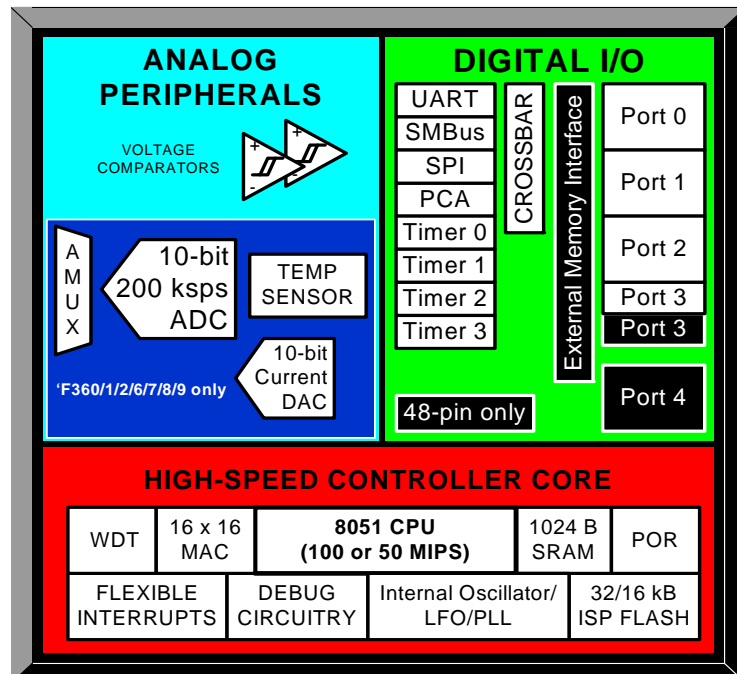 ANALOG
PERIPHERALS
VOLTAGE
COMPARATORS
+
-
+
-
A
M
U
X
10-bit
200 ksps
ADC
TEMP
SENSOR
10-bit
Current
DAC
‘F360/1/2/6/7/8/9 only
DIGITAL I/O
UART
SMBus
SPI
PCA
Timer 0
Timer 1
Timer 2
Timer 3
CROSSBAR
External Memory Interface
Port 0
Port 1
Port 2
Port 3
Port 3
Port 4
48-pin only
HIGH-SPEED CONTROLLER CORE
WDT
16 x 16
MAC
8051 CPU
(100 or 50 MIPS)
1024 B
SRAM
POR
FLEXIBLE
INTERRUPTS
DEBUG
CIRCUITRY
Internal Oscillator/
LFO/PLL
32/16 kB
ISP FLASH